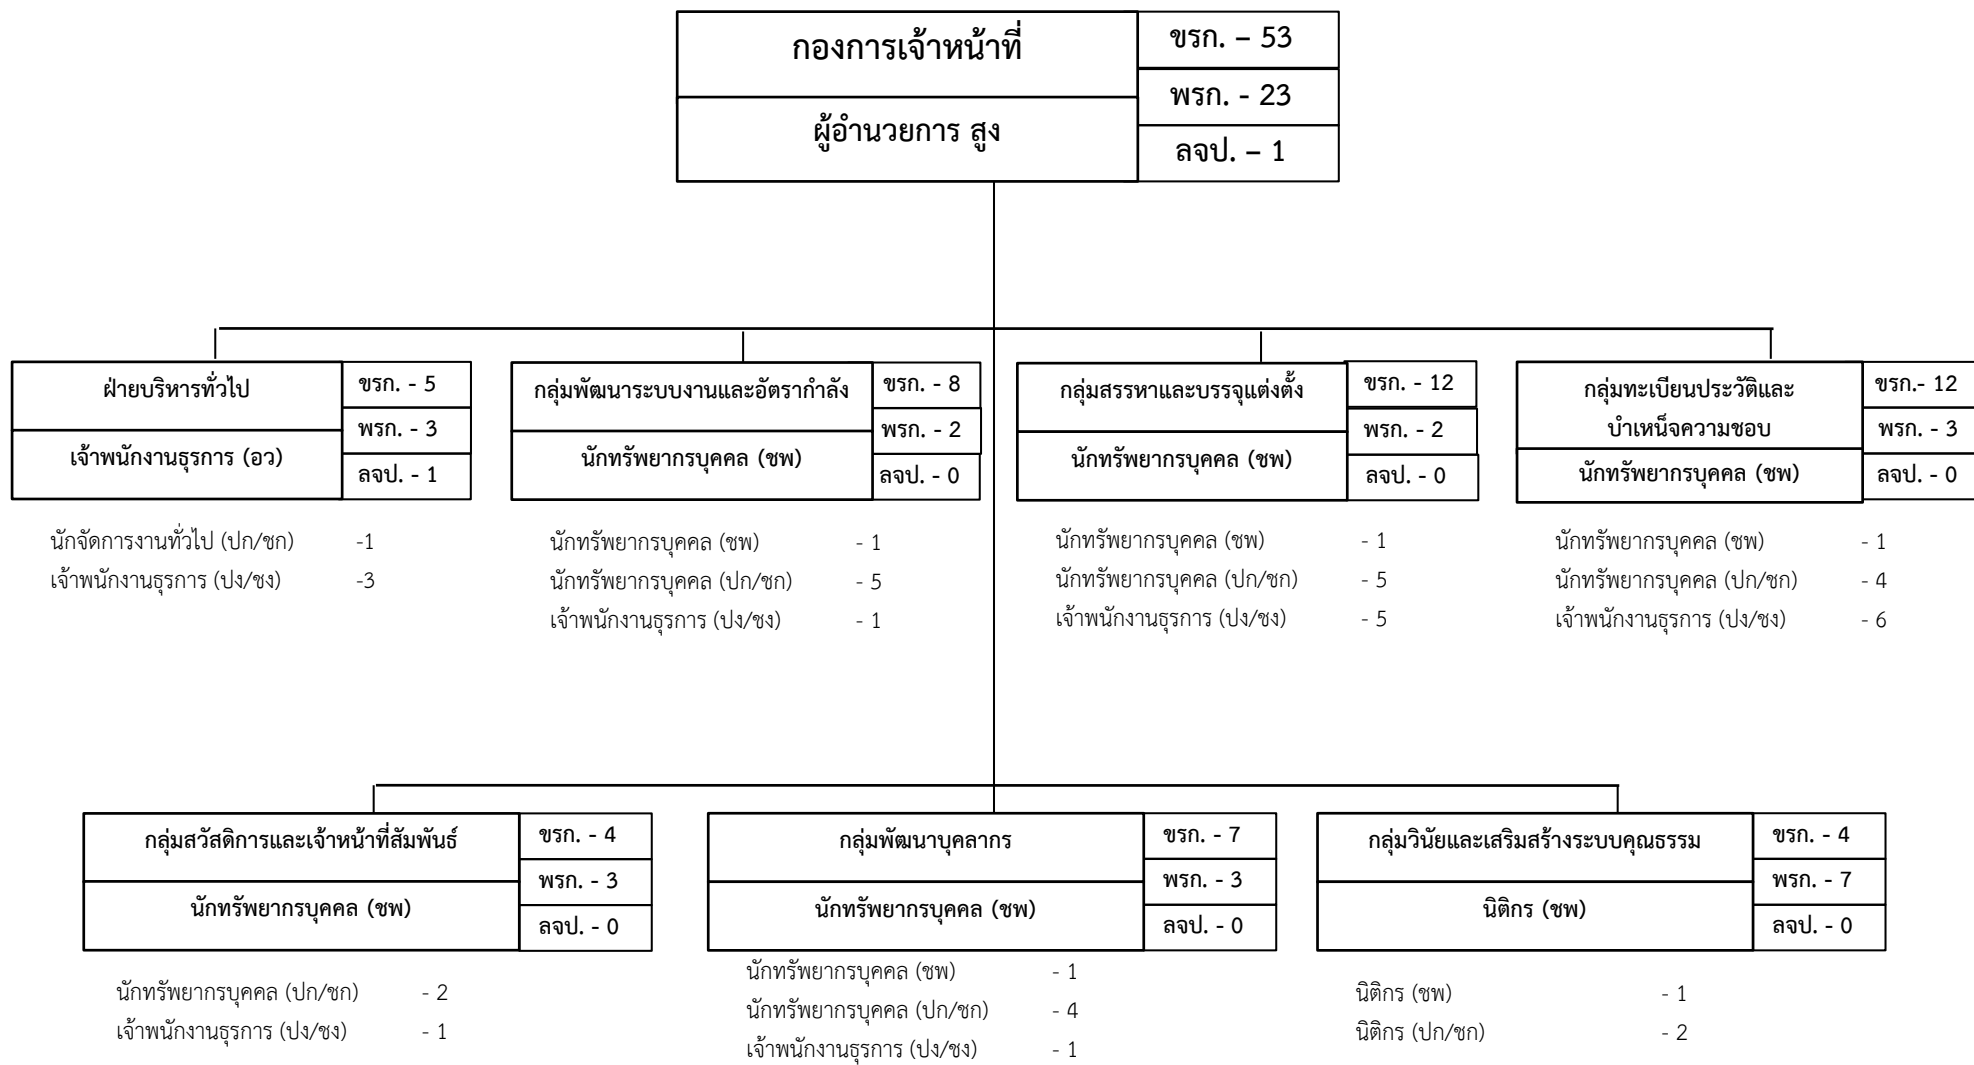 กองการเจ้าหน้าที่
ขรก. – 53
พรก. - 23
ผู้อำนวยการ สูง
ลจป. – 1
ฝ่ายบริหารทั่วไป
ขรก. - 5
พรก. - 3
เจ้าพนักงานธุรการ (อว)
ลจป. - 1
นักจัดการงานทั่วไป (ปก/ชก) -1
เจ้าพนักงานธุรการ (ปง/ชง) -3
กลุ่มพัฒนาระบบงานและอัตรากำลัง
ขรก. - 8
พรก. - 2
นักทรัพยากรบุคคล (ชพ)
ลจป. - 0
นักทรัพยากรบุคคล (ชพ) - 1
นักทรัพยากรบุคคล (ปก/ชก) - 5
เจ้าพนักงานธุรการ (ปง/ชง) - 1
กลุ่มสรรหาและบรรจุแต่งตั้ง
ขรก. - 12
พรก. - 2
นักทรัพยากรบุคคล (ชพ)
ลจป. - 0
นักทรัพยากรบุคคล (ชพ) - 1
นักทรัพยากรบุคคล (ปก/ชก) - 5
เจ้าพนักงานธุรการ (ปง/ชง) - 5
กลุ่มทะเบียนประวัติและ
บำเหน็จความชอบ
ขรก.- 12
พรก. - 3
นักทรัพยากรบุคคล (ชพ)
ลจป. - 0
นักทรัพยากรบุคคล (ชพ) - 1
นักทรัพยากรบุคคล (ปก/ชก) - 4
เจ้าพนักงานธุรการ (ปง/ชง) - 6
กลุ่มสวัสดิการและเจ้าหน้าที่สัมพันธ์
ขรก. - 4
พรก. - 3
นักทรัพยากรบุคคล (ชพ)
ลจป. - 0
นักทรัพยากรบุคคล (ปก/ชก) - 2
เจ้าพนักงานธุรการ (ปง/ชง) - 1
กลุ่มพัฒนาบุคลากร
ขรก. - 7
พรก. - 3
นักทรัพยากรบุคคล (ชพ)
ลจป. - 0
นักทรัพยากรบุคคล (ชพ) - 1
นักทรัพยากรบุคคล (ปก/ชก) - 4
เจ้าพนักงานธุรการ (ปง/ชง) - 1
กลุ่มวินัยและเสริมสร้างระบบคุณธรรม
ขรก. - 4
พรก. - 7
นิติกร (ชพ)
ลจป. - 0
นิติกร (ชพ) - 1
นิติกร (ปก/ชก) - 2